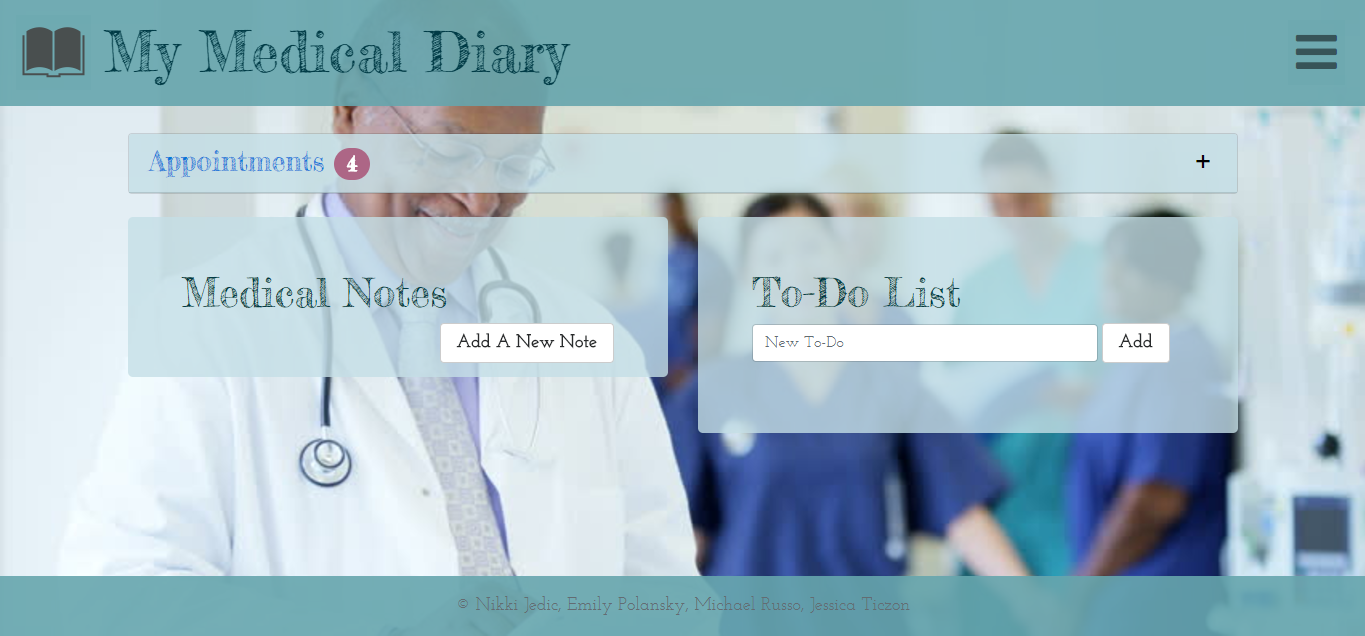 My Medical Diary
Appointments 4
+
Medical Notes
Add A New Note
To-Do List
New To-Do Add
© Nikki Jedic, Emily Polansky, Michael Russo, Jessica Ticzon